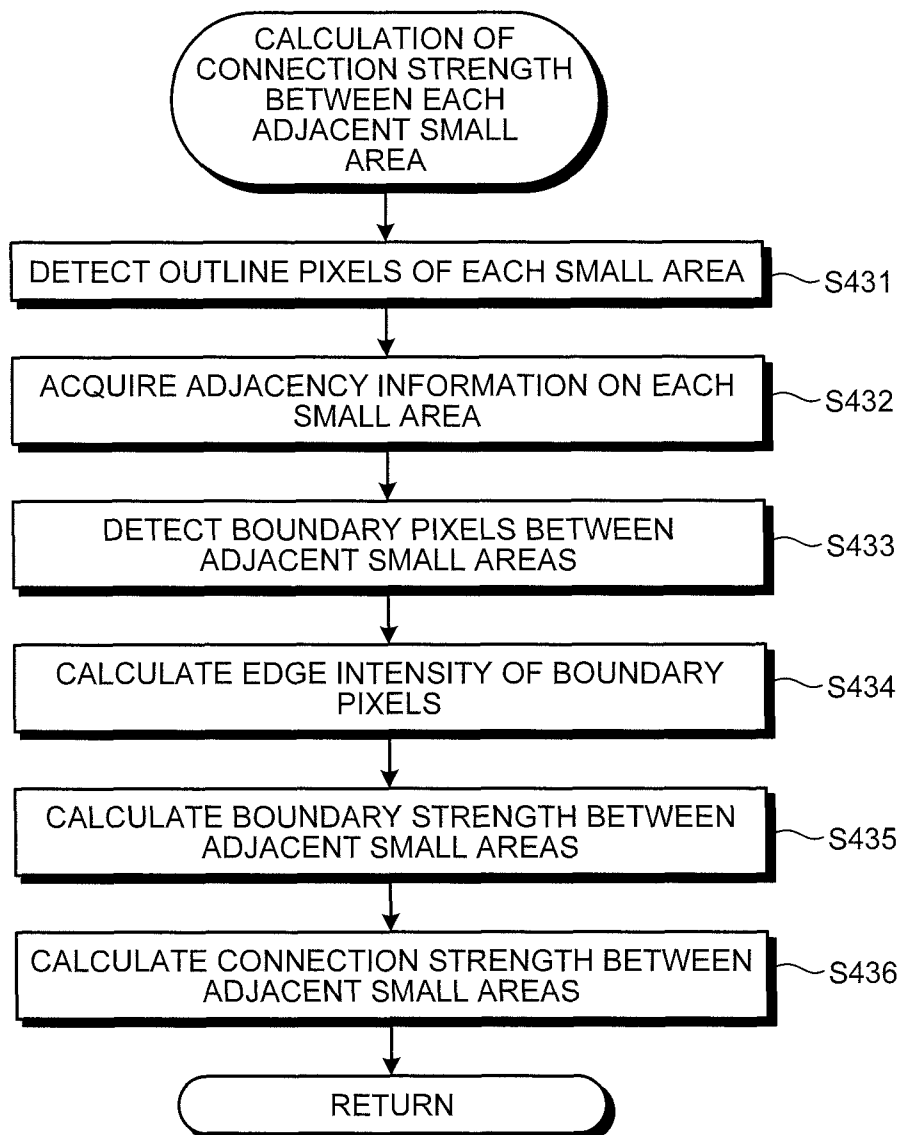 CALCULATION OF
CONNECTION STRENGTH
BETWEEN EACH
ADJACENT SMALL
AREA
DETECT OUTLINE PIXELS OF EACH SMALL AREA
S431
ACQUIRE ADJACENCY INFORMATION ON EACH
SMALL AREA
S432
DETECT BOUNDARY PIXELS BETWEEN
ADJACENT SMALL AREAS
S433
CALCULATE EDGE INTENSITY OF BOUNDARY
PIXELS
S434
CALCULATE BOUNDARY STRENGTH BETWEEN
ADJACENT SMALL AREAS
S435
CALCULATE CONNECTION STRENGTH BETWEEN
ADJACENT SMALL AREAS
S436
RETURN